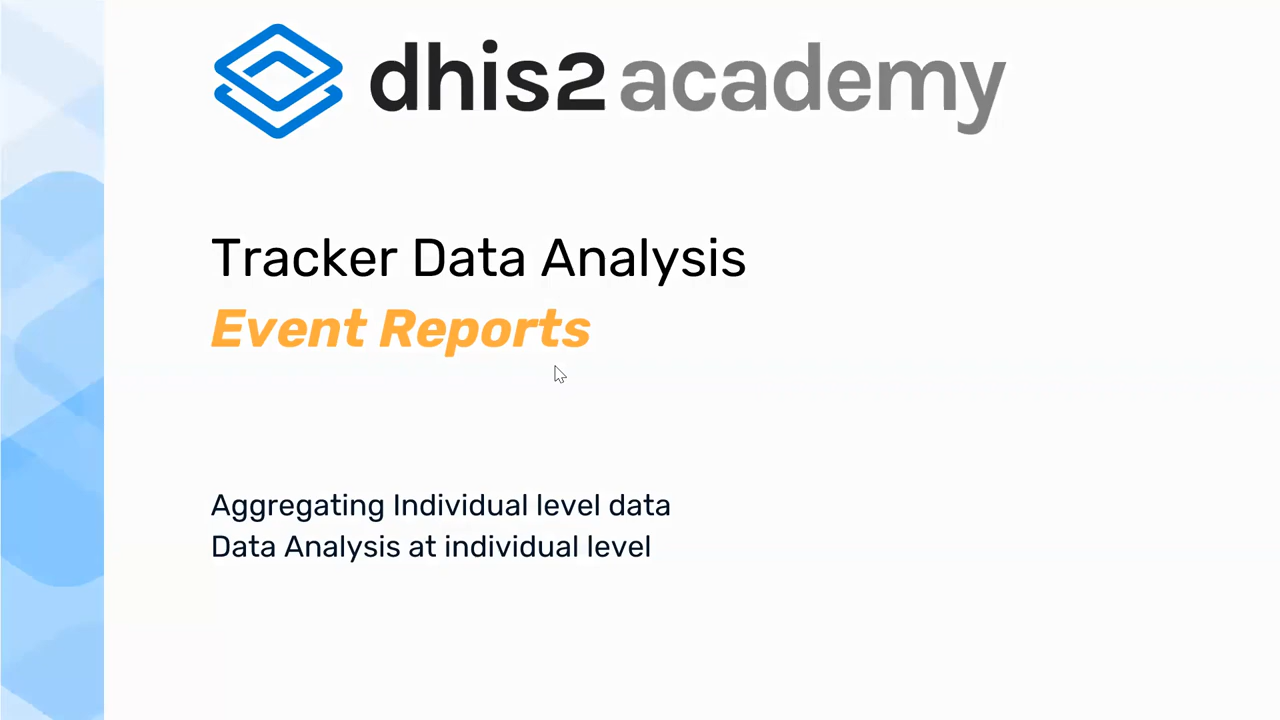 dhis2 academy
Tracker Data Analysis
Event Reports
Aggregating Individual level data
Data Analysis at individual level